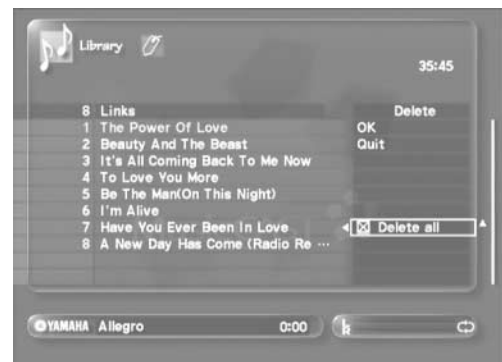 Library
35:45
8 Links
Delete
1 The Power Of Love
OK
2 Beauty And The Beast
Quit
3 It's All Coming Back To Me Now
4 To Love You More
5 Be The Man(On This Night)
6 I'm Alive
7 Have You Ever Been In Love
Delete all
8 A New Day Has Come (Radio Re ···
YAMAHA Allegro 0:00